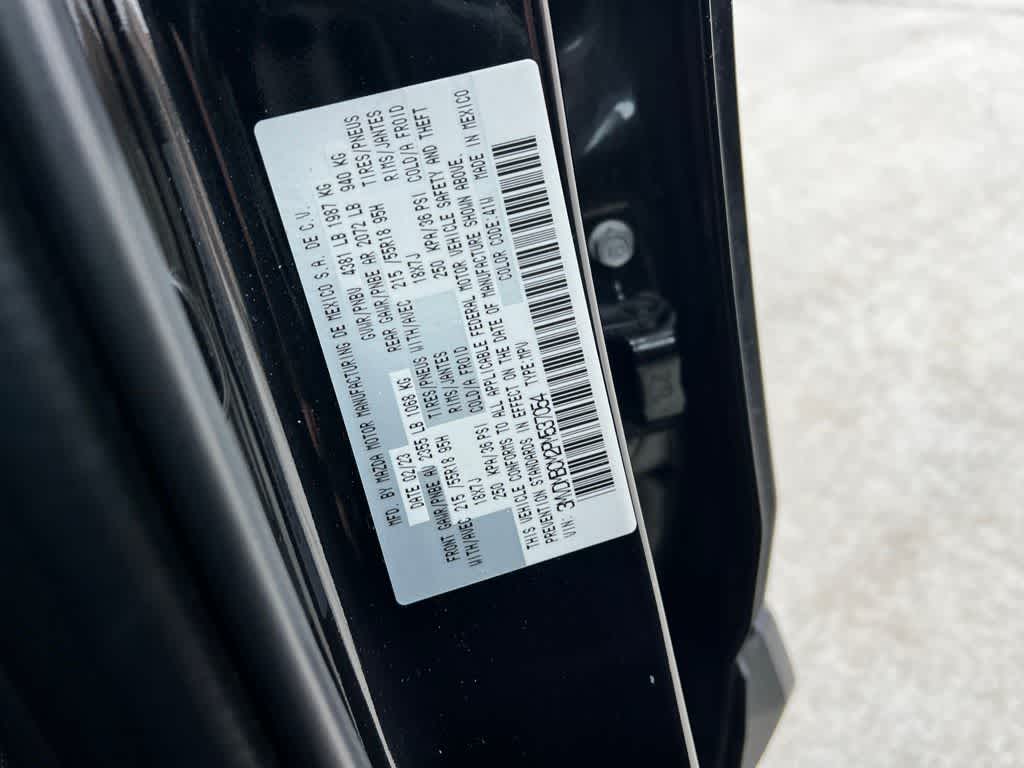 MFD. BY MAZDA MOTOR MANUFACTURING DE MEXICO S.A. DE C.V.
DATE 02/23 GVWR/PNBV 4381 LB 1987 KG
FRONT GAWR/PNBE AV 2355 LB 1068 KG REAR GAWR/PNBE AR 2072 LB 940 KG
WITH/AVEC 215 /55R18 95H TIRES/PNEUS WITH/AVEC 215 /55R18 95H TIRES/PNEUS
18X7J RIMS/JANTES 18X7J RIMS/JANTES
250 KPA/36 PSI COLD/A FROID 250 KPA/36 PSI COLD/A FROID
THIS VEHICLE CONFORMS TO ALL APPLICABLE FEDERAL MOTOR VEHICLE SAFETY AND THEFT
PREVENTION STANDARDS IN EFFECT ON THE DATE OF MANUFACTURE SHOWN ABOVE.
VIN: TYPE:MPV COLOR CODE:41W MADE IN MEXICO